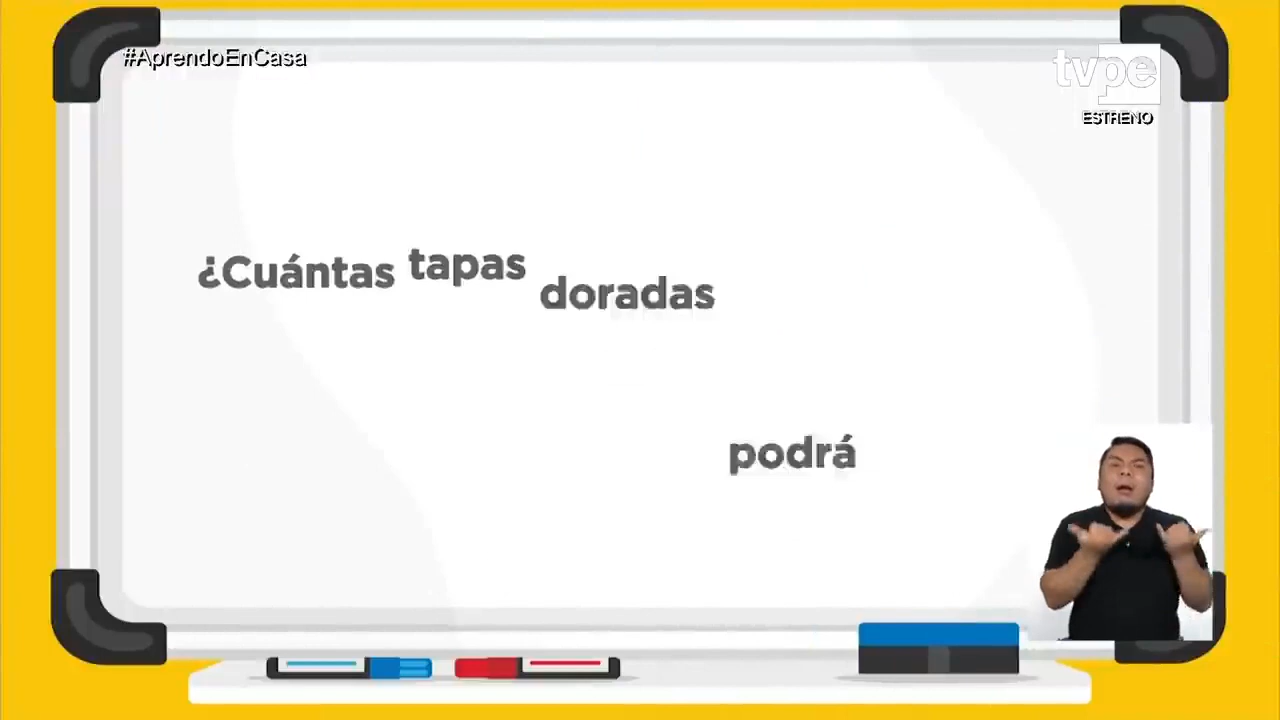 #AprendoEnCasa
tvpe
ESTRENO
¿Cuántas tapas doradas
podrá